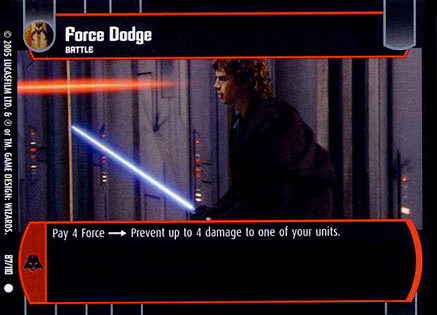 Force Dodge
BATTLE
Pay 4 Force → Prevent up to 4 damage to one of your units.
© 2005 LUCASFILM LTD. & ® or TM. GAME DESIGN: WIZARDS.
87/110